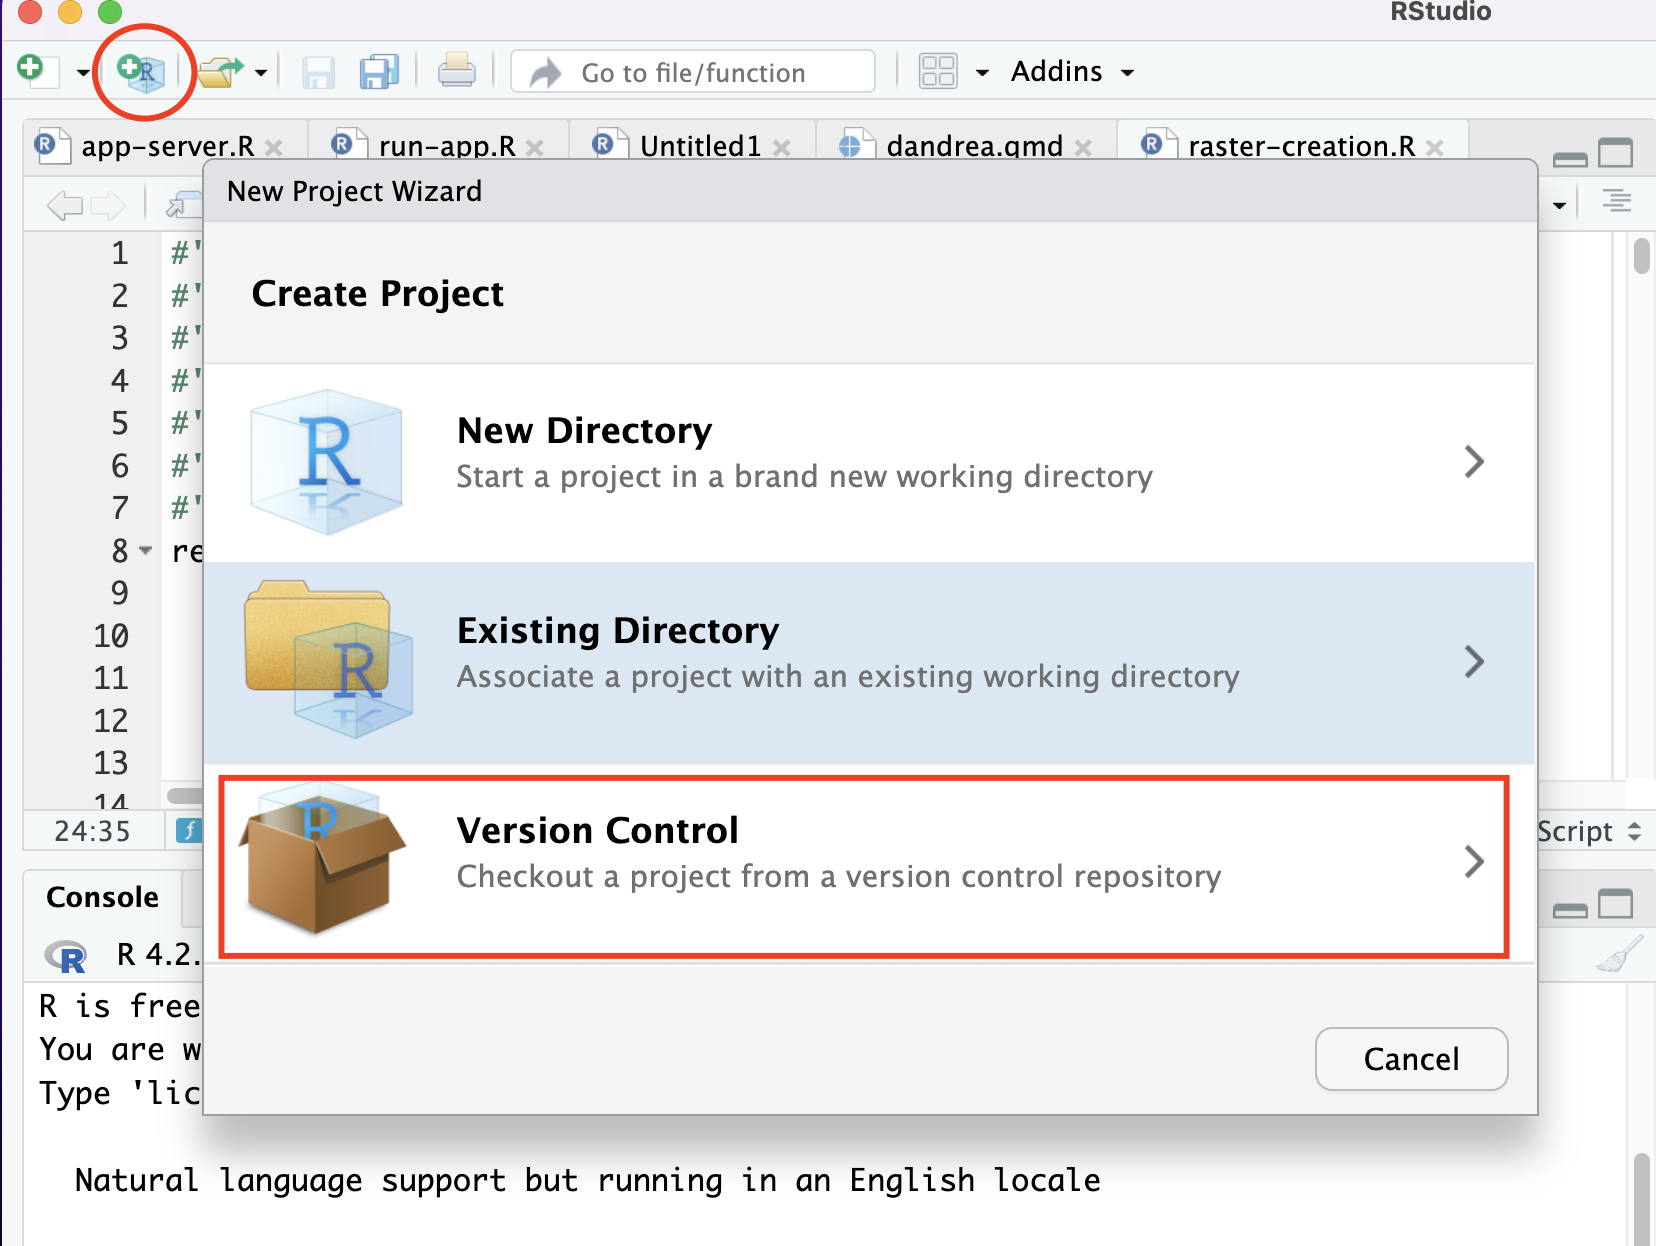 RStudio
Go to file/function
Addins
app-server.R
run-app.R
Untitled1
dandrea.qmd
raster-creation.R
New Project Wizard
Create Project
New Directory
Start a project in a brand new working directory
Existing Directory
Associate a project with an existing working directory
Version Control
Checkout a project from a version control repository
Cancel
1 #'
2 #'
3 #'
4 #'
5 #'
6 #'
7 #'
8 re
9
10
11
12
13
14
24:35
Script
Console
R 4.2.
R is free
You are w
Type 'lic
Natural language support but running in an English locale